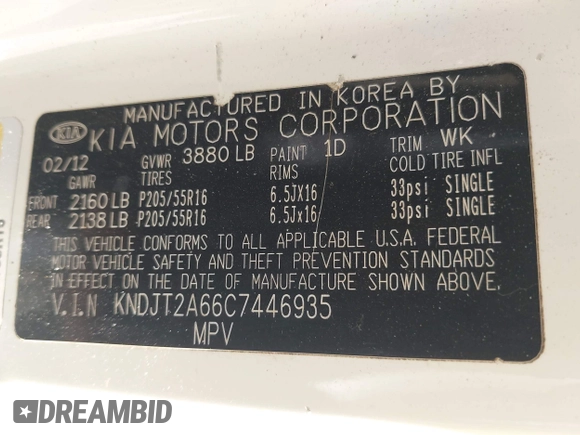 MANUFACTURED IN KOREA BY
KIA KIA MOTORS CORPORATION
02/12 GVWR 3880 LB PAINT 1D TRIM WK
GAWR TIRES RIMS COLD TIRE INFL
FRONT 2160 LB P205/55R16 6.5JX16 33psi SINGLE
REAR 2138 LB P205/55R16 6.5Jx16 33psi SINGLE
THIS VEHICLE CONFORMS TO ALL APPLICABLE U.S.A. FEDERAL
MOTOR VEHICLE SAFETY AND THEFT PREVENTION STANDARDS
IN EFFECT ON THE DATE OF MANUFACTURE SHOWN ABOVE.
V.I.N KNDJT2A66C7446935
MPV
DREAMBID